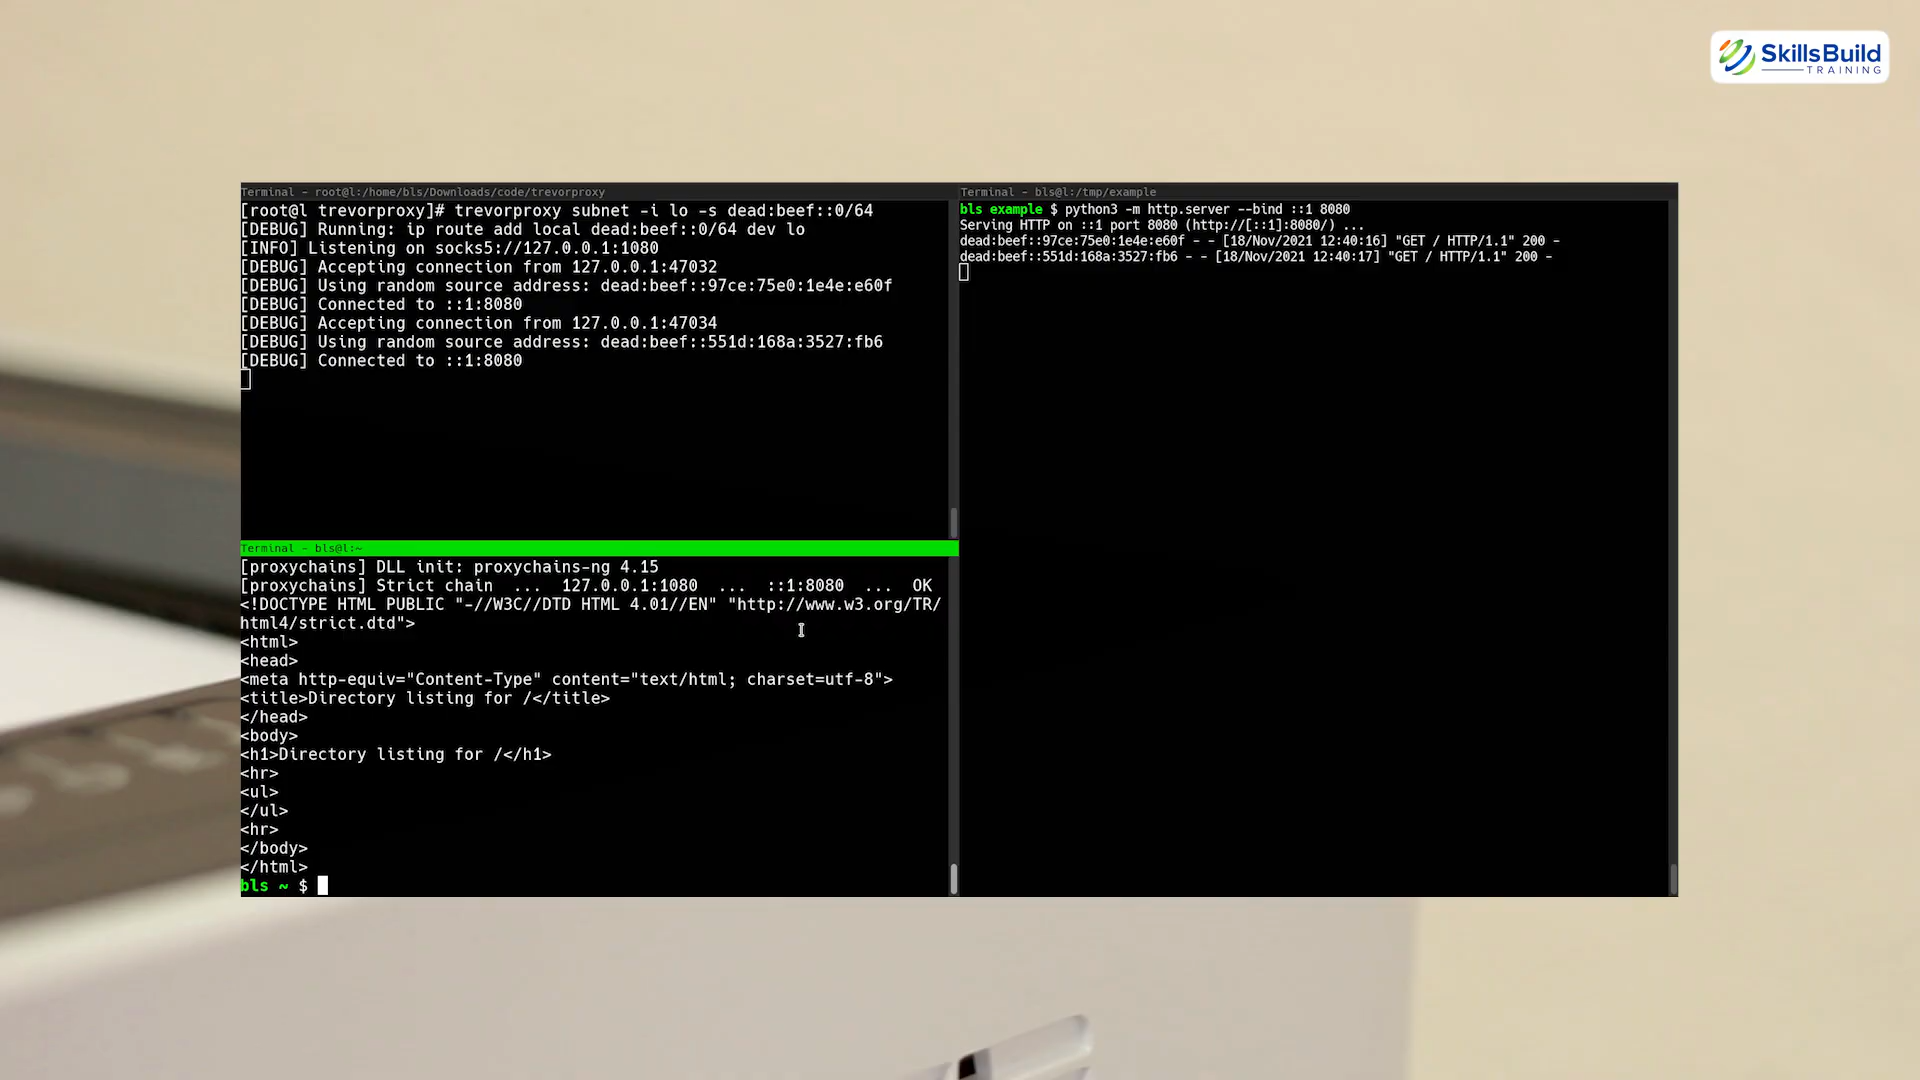 SkillsBuild
TRAINING
Terminal - root@l:/home/bls/Downloads/code/trevorproxy
[root@l trevorproxy]# trevorproxy subnet -i lo -s dead:beef::0/64
[DEBUG] Running: ip route add local dead:beef::0/64 dev lo
[INFO] Listening on socks5://127.0.0.1:1080
[DEBUG] Accepting connection from 127.0.0.1:47032
[DEBUG] Using random source address: dead:beef::97ce:75e0:1e4e:e60f
[DEBUG] Connected to ::1:8080
[DEBUG] Accepting connection from 127.0.0.1:47034
[DEBUG] Using random source address: dead:beef::551d:168a:3527:fb6
[DEBUG] Connected to ::1:8080
Terminal - bls@l:~
[proxychains] DLL init: proxychains-ng 4.15
[proxychains] Strict chain  ...  127.0.0.1:1080  ...  ::1:8080  ...  OK
<!DOCTYPE HTML PUBLIC "-//W3C//DTD HTML 4.01//EN" "http://www.w3.org/TR/
html4/strict.dtd">
<html>
<head>
<meta http-equiv="Content-Type" content="text/html; charset=utf-8">
<title>Directory listing for /</title>
</head>
<body>
<h1>Directory listing for /</h1>
<hr>
<ul>
</ul>
<hr>
</body>
</html>
bls ~ $
Terminal - bls@l:/tmp/example
bls example $ python3 -m http.server --bind ::1 8080
Serving HTTP on ::1 port 8080 (http://[::1]:8080/) ...
dead:beef::97ce:75e0:1e4e:e60f - - [18/Nov/2021 12:40:16] "GET / HTTP/1.1" 200 -
dead:beef::551d:168a:3527:fb6 - - [18/Nov/2021 12:40:17] "GET / HTTP/1.1" 200 -